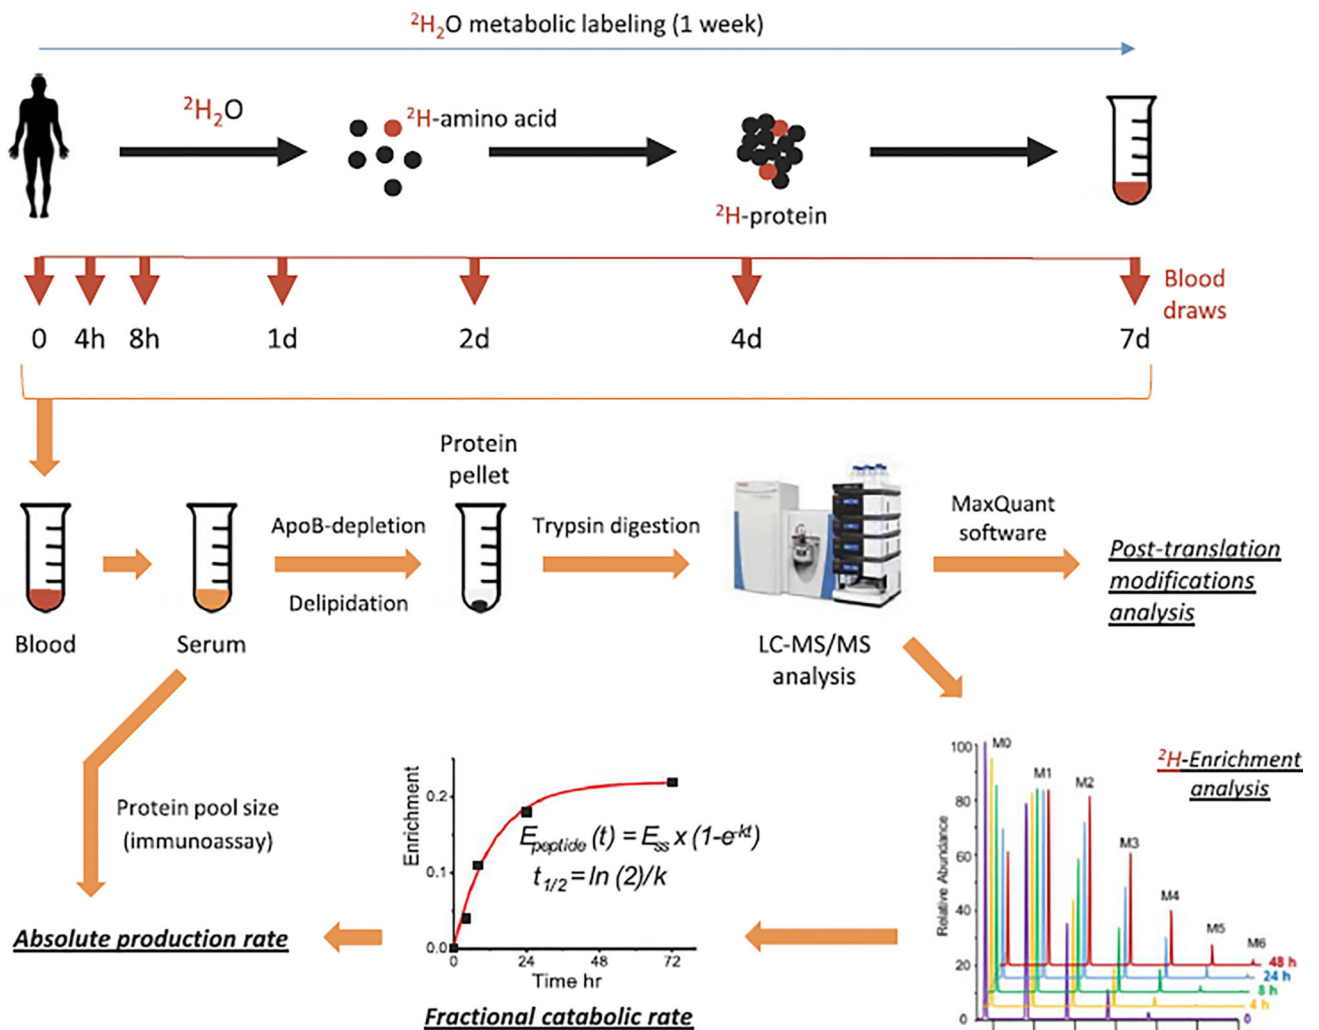 ²H₂O metabolic labeling (1 week)
²H₂O
²H-amino acid
²H-protein
Blood
draws
0 4h 8h 1d 2d 4d 7d
Protein
pellet
ApoB-depletion
Delipidation
Trypsin digestion
MaxQuant
software
Post-translation
modifications
analysis
Blood
Serum
LC-MS/MS
analysis
Protein pool size
(immunoassay)
Absolute production rate
Enrichment
0.2
0.1
0.0
0 24 48 72
Time hr
E peptide (t) = E ss x (1-e^-kt)
t 1/2 = ln (2)/k
Fractional catabolic rate
²H-Enrichment
analysis
Relative Abundance
100
80
60
40
20
0
M0
M1
M2
M3
M4
M5
M6
48 h
24 h
8 h
4 h
0